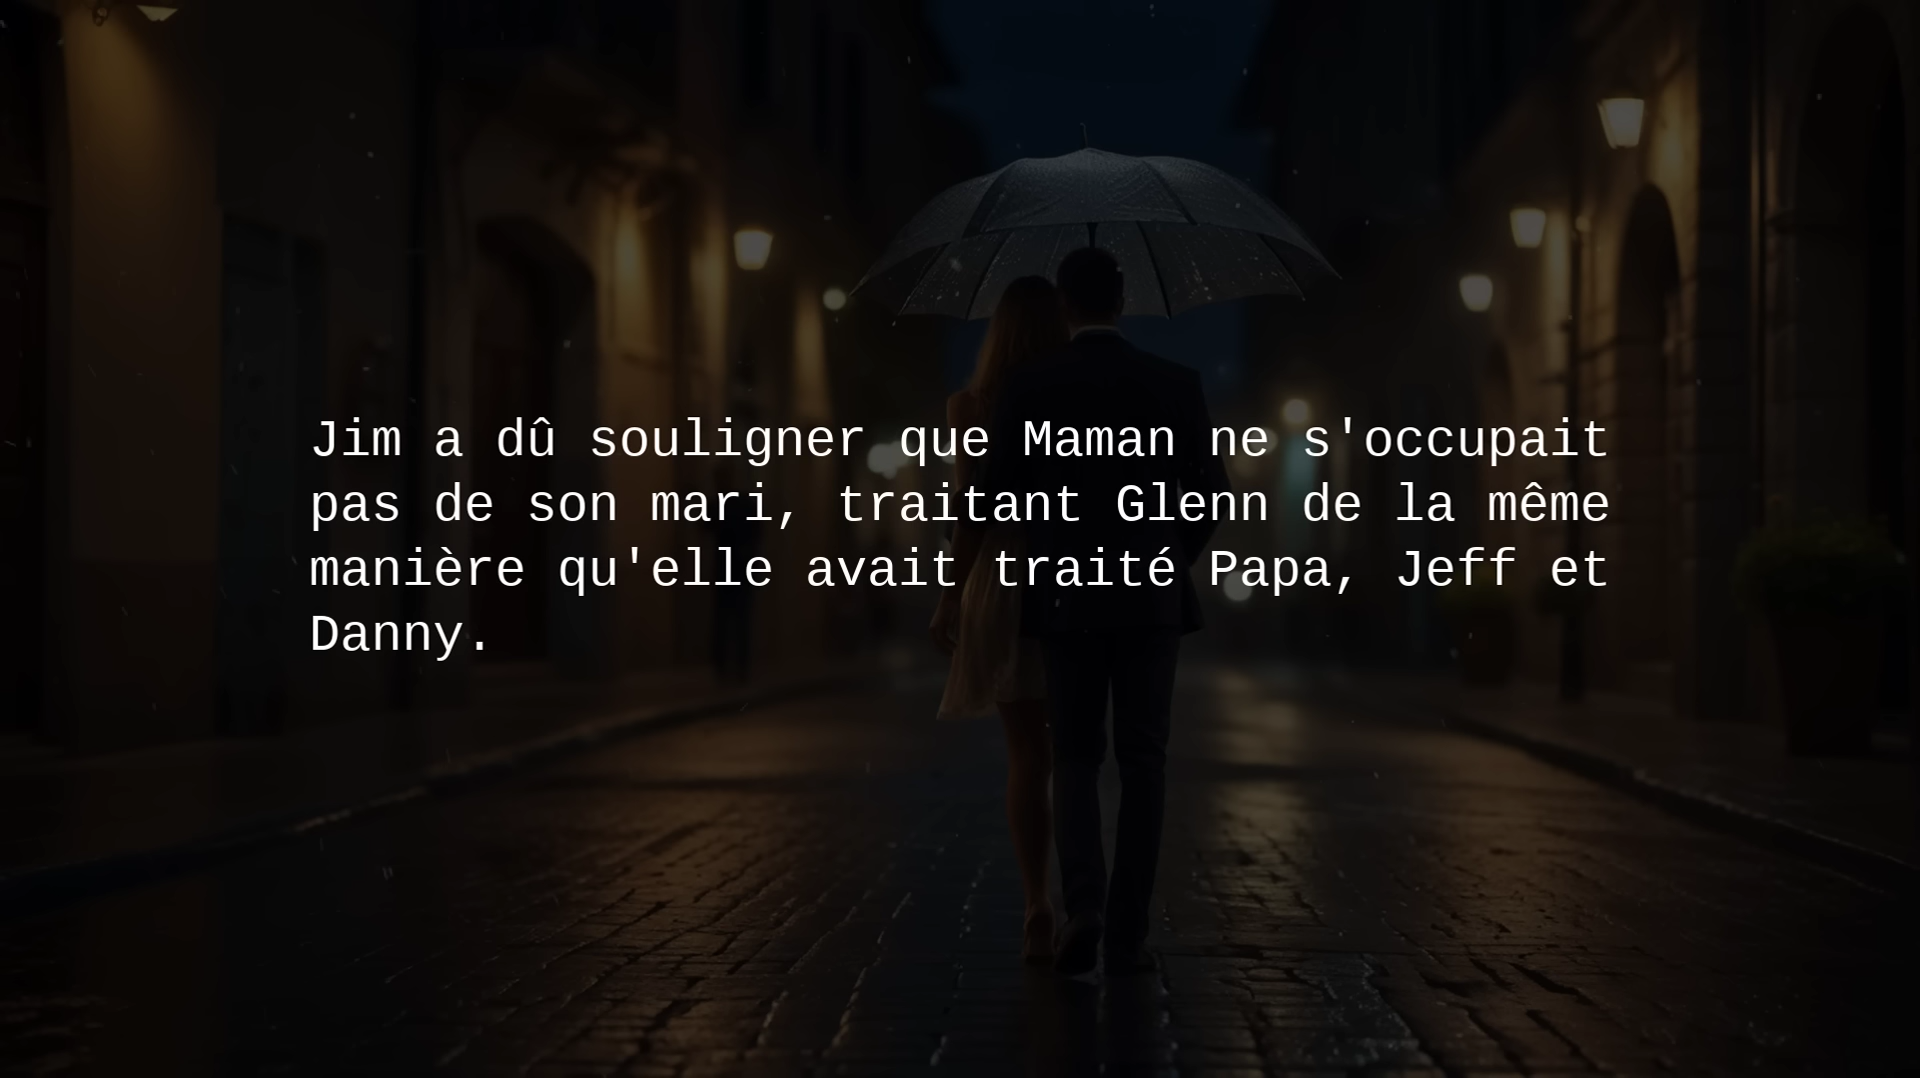 Jim a dû souligner que Maman ne s'occupait
pas de son mari, traitant Glenn de la même
manière qu'elle avait traité Papa, Jeff et
Danny.